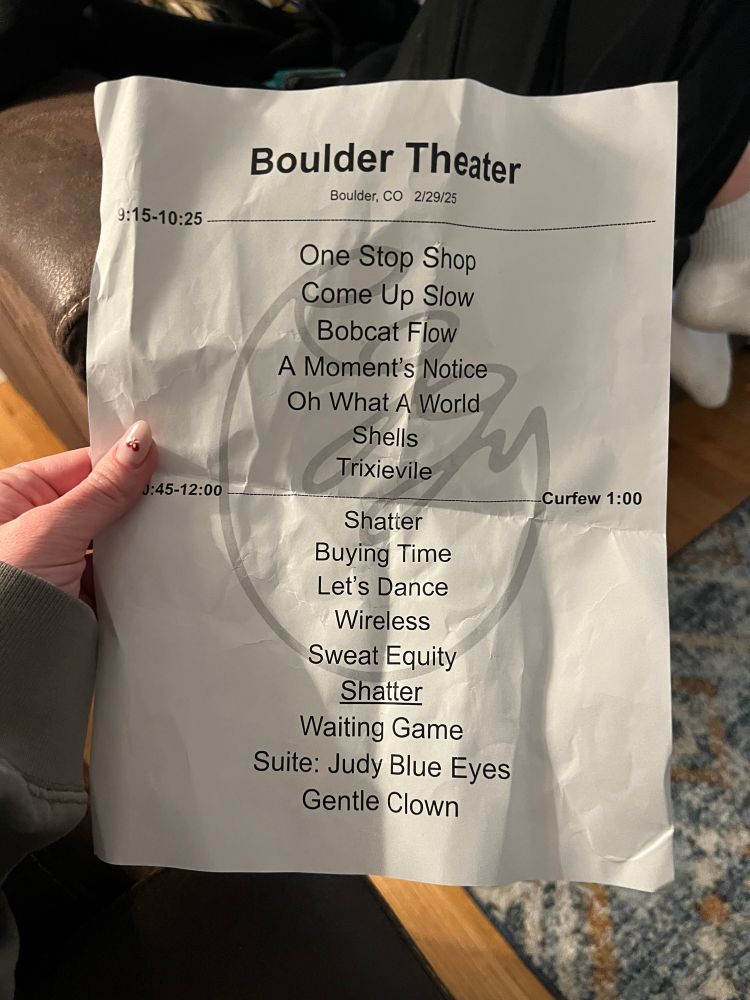 Boulder Theater
Boulder, CO 2/29/25
9:15-10:25
One Stop Shop
Come Up Slow
Bobcat Flow
A Moment's Notice
Oh What A World
Shells
Trixieville
:45-12:00 Curfew 1:00
Shatter
Buying Time
Let's Dance
Wireless
Sweat Equity
Shatter
Waiting Game
Suite: Judy Blue Eyes
Gentle Clown
Eggy